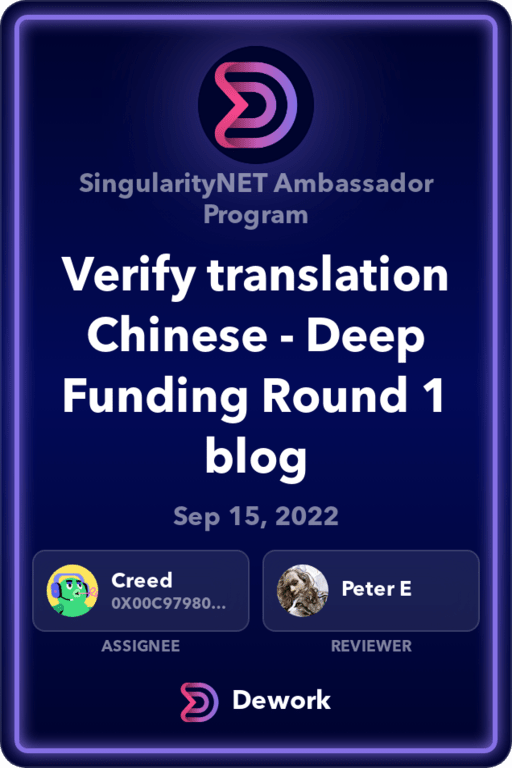 SingularityNET Ambassador
Program
Verify translation
Chinese - Deep
Funding Round 1
blog
Sep 15, 2022
Creed
0X00C97980...
Peter E
ASSIGNEE
REVIEWER
Dework